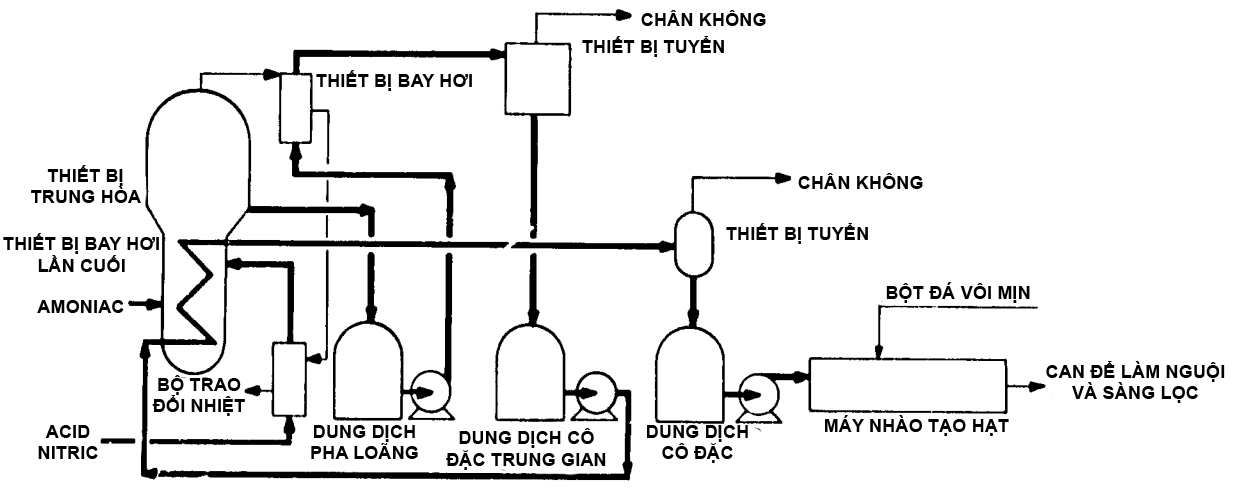 CHÂN KHÔNG
THIẾT BỊ TUYỂN
THIẾT BỊ BAY HƠI
THIẾT BỊ
TRUNG HÒA
CHÂN KHÔNG
THIẾT BỊ TUYỂN
THIẾT BỊ BAY HƠI
LẦN CUỐI
AMONIAC
BỘT ĐÁ VÔI MỊN
BỘ TRAO
ĐỔI NHIỆT
CAN ĐỂ LÀM NGUỘI
VÀ SÀNG LỌC
ACID
NITRIC
DUNG DỊCH
PHA LOÃNG
DUNG DỊCH CÔ
ĐẶC TRUNG GIAN
DUNG DỊCH
CÔ ĐẶC
MÁY NHÀO TẠO HẠT